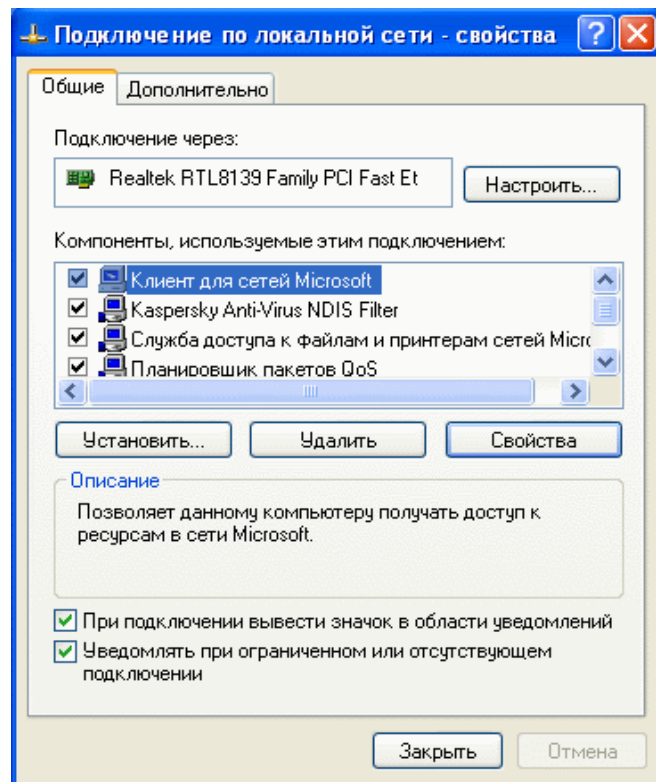 Подключение по локальной сети - свойства
Общие Дополнительно
Подключение через:
Realtek RTL8139 Family PCI Fast Et Настроить...
Компоненты, используемые этим подключением:
Клиент для сетей Microsoft
Kaspersky Anti-Virus NDIS Filter
Служба доступа к файлам и принтерам сетей Micro
Планировщик пакетов QoS
Установить... Удалить Свойства
Описание
Позволяет данному компьютеру получать доступ к
ресурсам в сети Microsoft.
При подключении вывести значок в области уведомлений
Уведомлять при ограниченном или отсутствующем
подключении
Закрыть Отмена